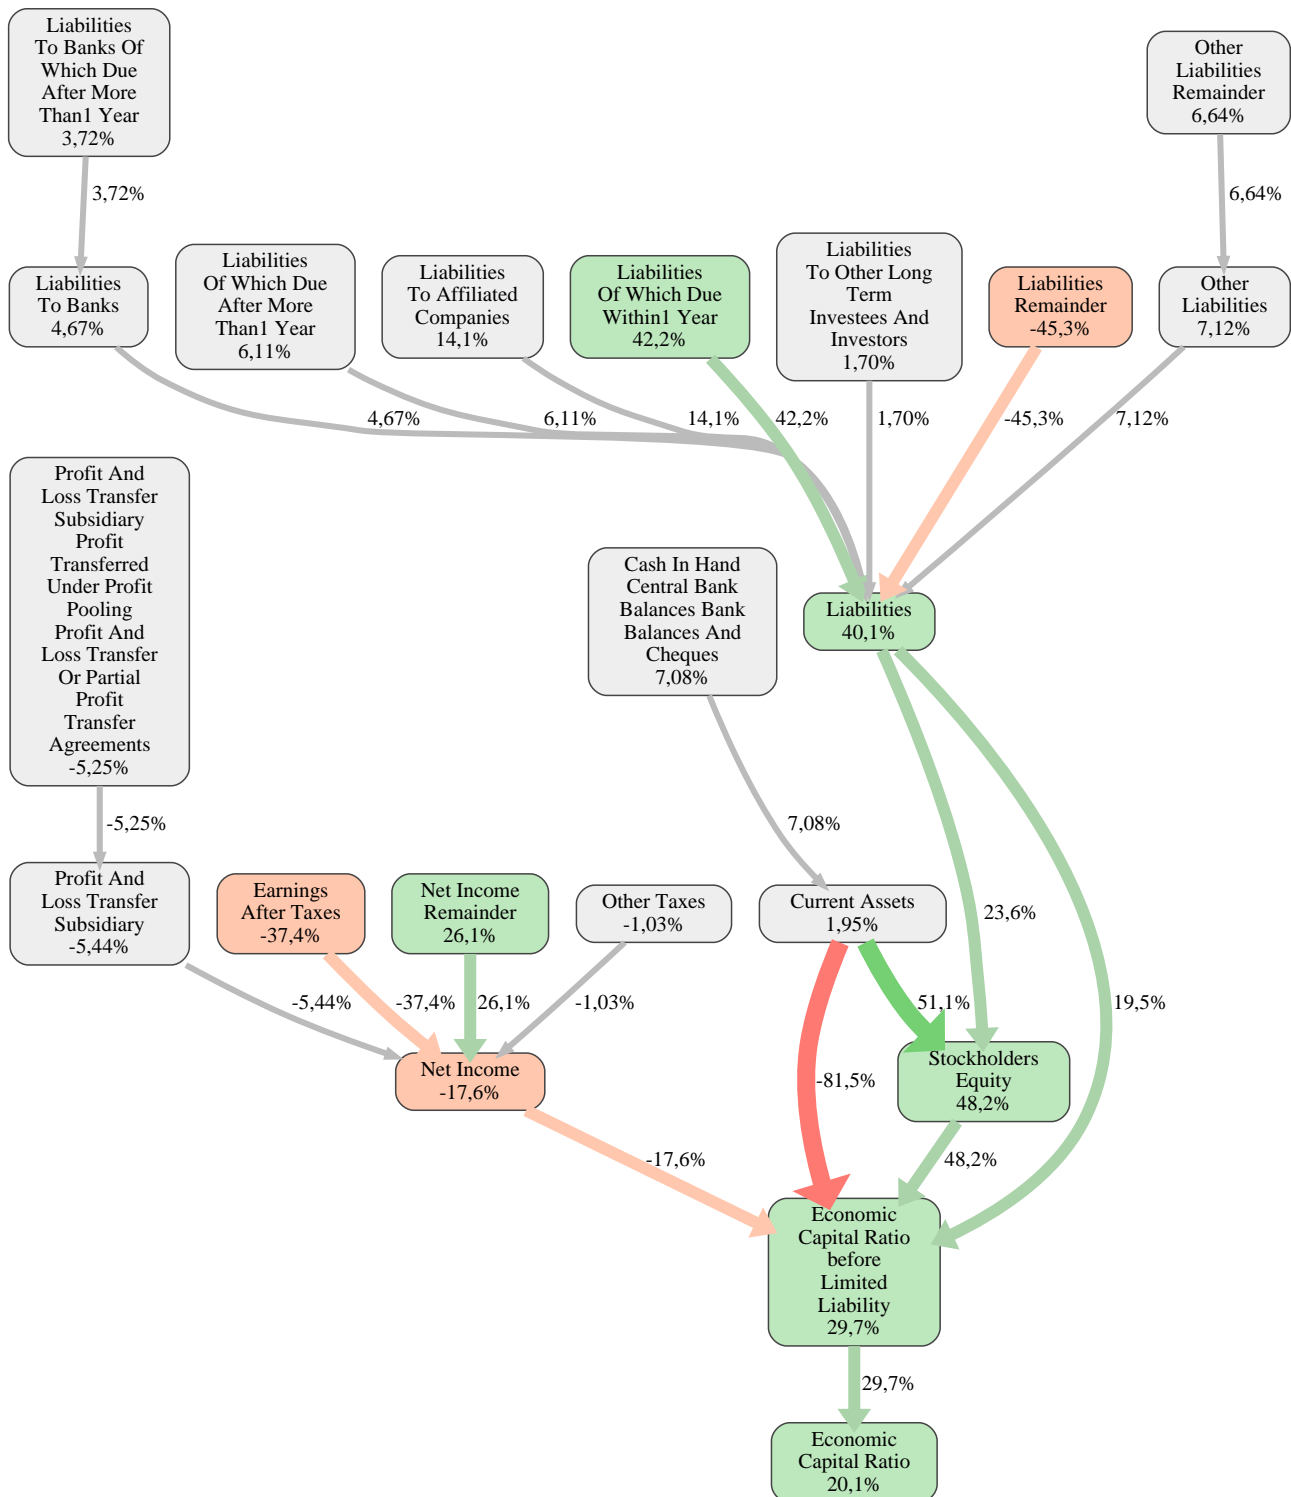 Liabilities
To Banks Of
Which Due
After More
Than1 Year
3,72%
Other
Liabilities
Remainder
6,64%
3,72%
6,64%
Liabilities
To Banks
4,67%
Liabilities
Of Which Due
After More
Than1 Year
6,11%
Liabilities
To Affiliated
Companies
14,1%
Liabilities
Of Which Due
Within1 Year
42,2%
Liabilities
To Other Long
Term
Investees And
Investors
1,70%
Liabilities
Remainder
-45,3%
Other
Liabilities
7,12%
4,67%
6,11%
14,1%
42,2%
1,70%
-45,3%
7,12%
Profit And
Loss Transfer
Subsidiary
Profit
Transferred
Under Profit
Pooling
Profit And
Loss Transfer
Or Partial
Profit
Transfer
Agreements
-5,25%
Cash In Hand
Central Bank
Balances Bank
Balances And
Cheques
7,08%
Liabilities
40,1%
-5,25%
7,08%
Profit And
Loss Transfer
Subsidiary
-5,44%
Earnings
After Taxes
-37,4%
Net Income
Remainder
26,1%
Other Taxes
-1,03%
Current Assets
1,95%
23,6%
-5,44%
-37,4%
26,1%
-1,03%
51,1%
19,5%
Net Income
-17,6%
-81,5%
Stockholders
Equity
48,2%
-17,6%
48,2%
Economic
Capital Ratio
before
Limited
Liability
29,7%
29,7%
Economic
Capital Ratio
20,1%